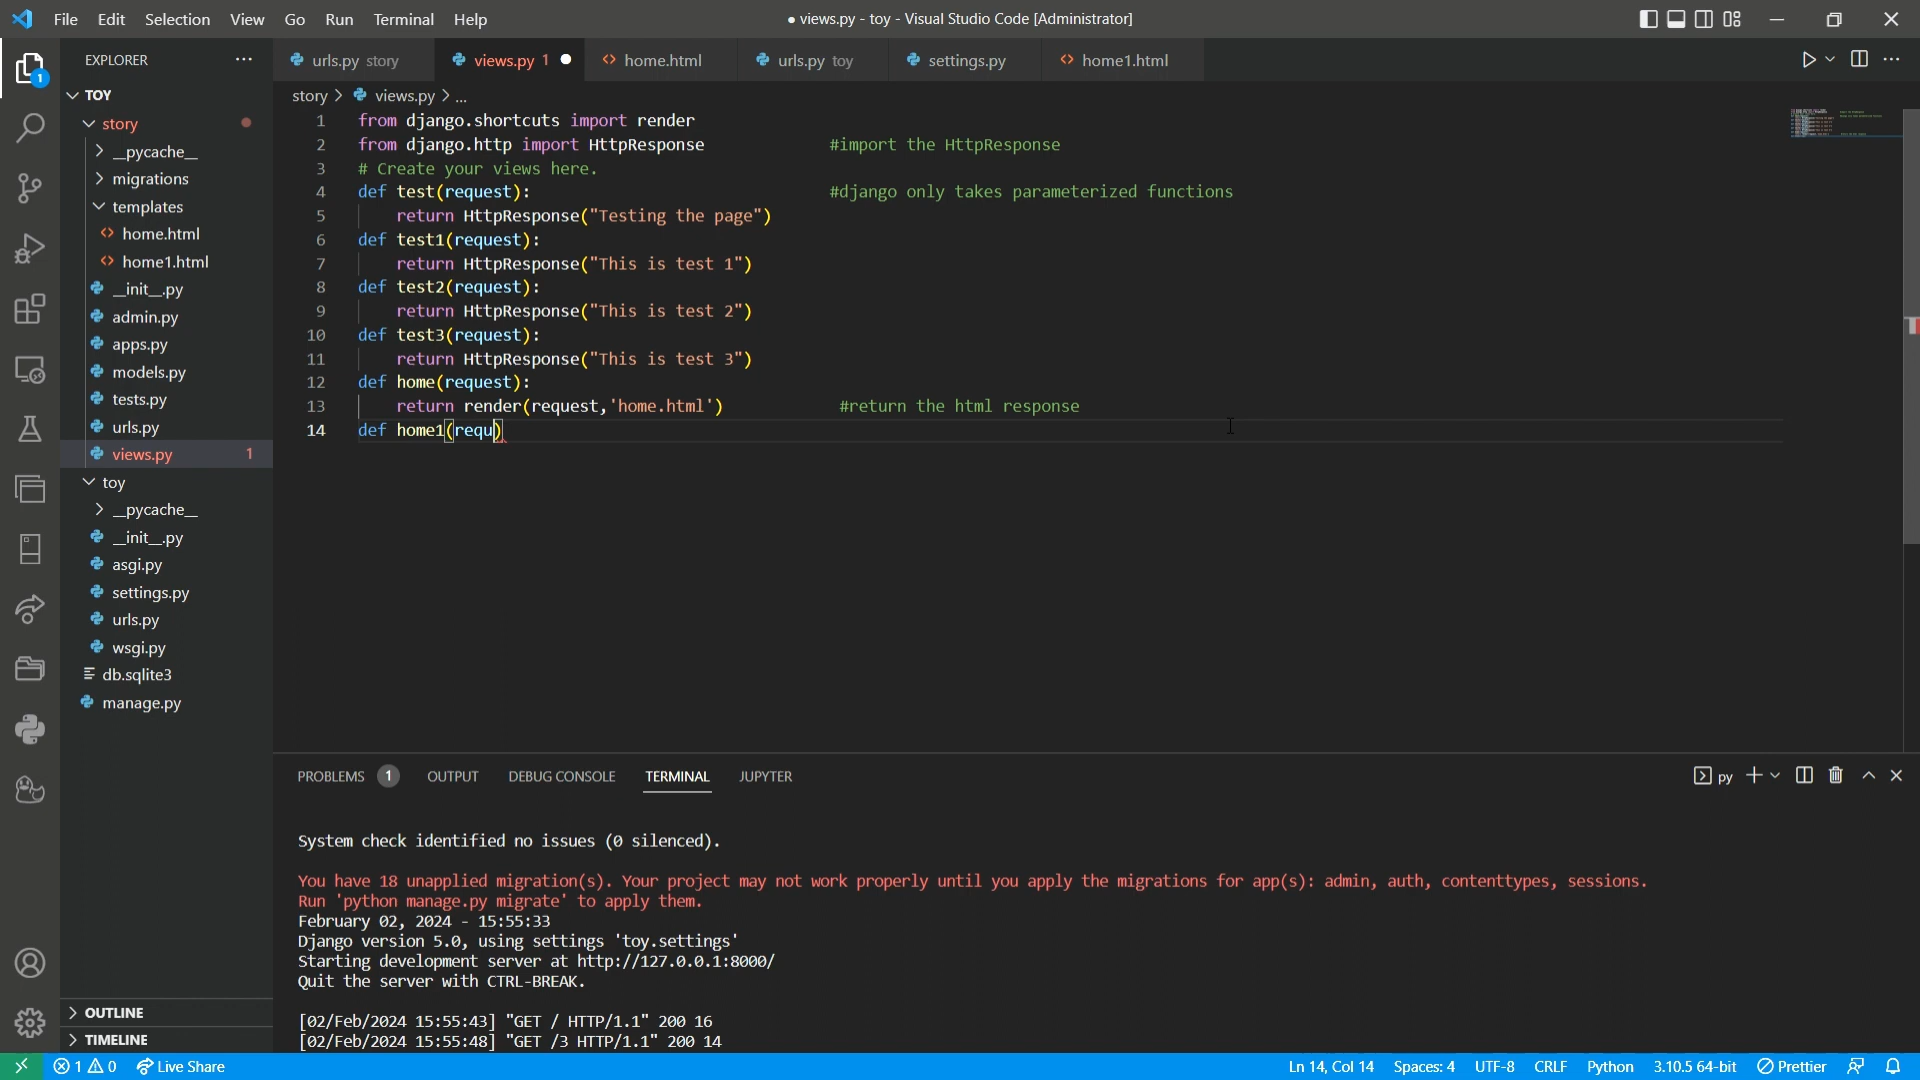 File Edit Selection View Go Run Terminal Help
● views.py - toy - Visual Studio Code [Administrator]
EXPLORER
urls.py story
views.py 1
home.html
urls.py toy
settings.py
home1.html
1
TOY
story
__pycache__
migrations
templates
home.html
home1.html
__init__.py
admin.py
apps.py
models.py
tests.py
urls.py
views.py 1
toy
__pycache__
__init__.py
asgi.py
settings.py
urls.py
wsgi.py
db.sqlite3
manage.py
OUTLINE
TIMELINE
story > views.py > ...
1 from django.shortcuts import render
2 from django.http import HttpResponse #import the HttpResponse
3 # Create your views here.
4 def test(request): #django only takes parameterized functions
5 return HttpResponse("Testing the page")
6 def test1(request):
7 return HttpResponse("This is test 1")
8 def test2(request):
9 return HttpResponse("This is test 2")
10 def test3(request):
11 return HttpResponse("This is test 3")
12 def home(request):
13 return render(request,'home.html') #return the html response
14 def home1(requ)
PROBLEMS 1 OUTPUT DEBUG CONSOLE TERMINAL JUPYTER
py
System check identified no issues (0 silenced).
You have 18 unapplied migration(s). Your project may not work properly until you apply the migrations for app(s): admin, auth, contenttypes, sessions.
Run 'python manage.py migrate' to apply them.
February 02, 2024 - 15:55:33
Django version 5.0, using settings 'toy.settings'
Starting development server at http://127.0.0.1:8000/
Quit the server with CTRL-BREAK.
[02/Feb/2024 15:55:43] "GET / HTTP/1.1" 200 16
[02/Feb/2024 15:55:48] "GET /3 HTTP/1.1" 200 14
1 0 Live Share
Ln 14, Col 14 Spaces: 4 UTF-8 CRLF Python 3.10.5 64-bit Prettier